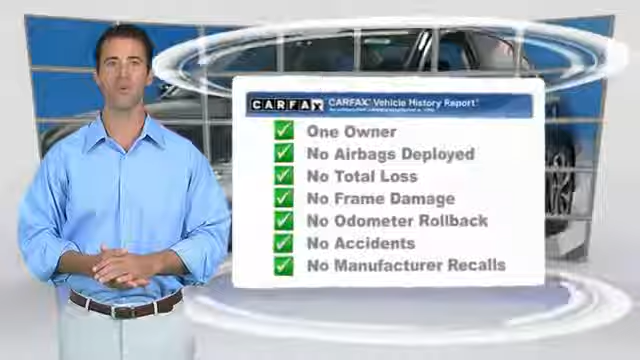 CARFAX CARFAX Vehicle History Report
One Owner
No Airbags Deployed
No Total Loss
No Frame Damage
No Odometer Rollback
No Accidents
No Manufacturer Recalls